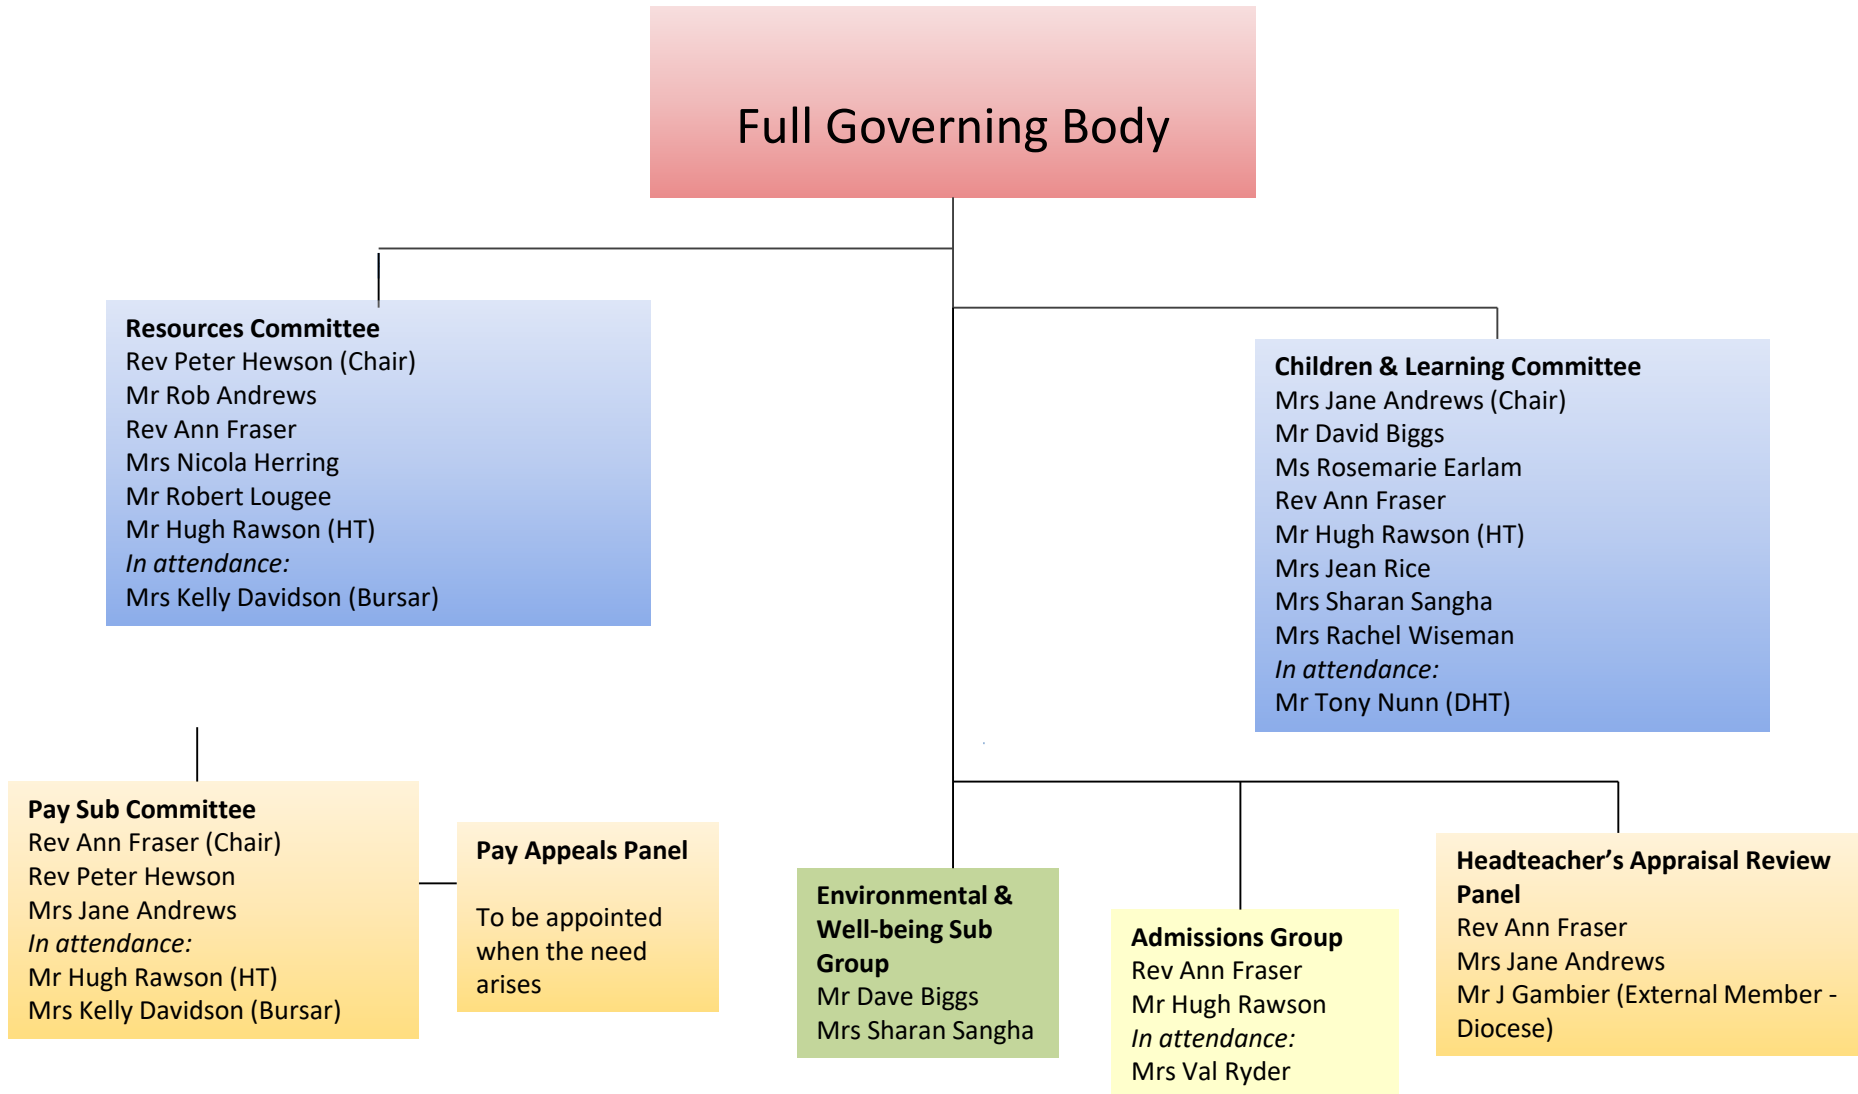 Full Governing Body
Resources Committee
Rev Peter Hewson (Chair)
Mr Rob Andrews
Rev Ann Fraser
Mrs Nicola Herring
Mr Robert Lougee
Mr Hugh Rawson (HT)
In attendance:
Mrs Kelly Davidson (Bursar)
Children & Learning Committee
Mrs Jane Andrews (Chair)
Mr David Biggs
Ms Rosemarie Earlam
Rev Ann Fraser
Mr Hugh Rawson (HT)
Mrs Jean Rice
Mrs Sharan Sangha
Mrs Rachel Wiseman
In attendance:
Mr Tony Nunn (DHT)
Pay Sub Committee
Rev Ann Fraser (Chair)
Rev Peter Hewson
Mrs Jane Andrews
In attendance:
Mr Hugh Rawson (HT)
Mrs Kelly Davidson (Bursar)
Pay Appeals Panel
To be appointed
when the need
arises
Environmental &
Well-being Sub
Group
Mr Dave Biggs
Mrs Sharan Sangha
Admissions Group
Rev Ann Fraser
Mr Hugh Rawson
In attendance:
Mrs Val Ryder
Headteacher’s Appraisal Review
Panel
Rev Ann Fraser
Mrs Jane Andrews
Mr J Gambier (External Member -
Diocese)